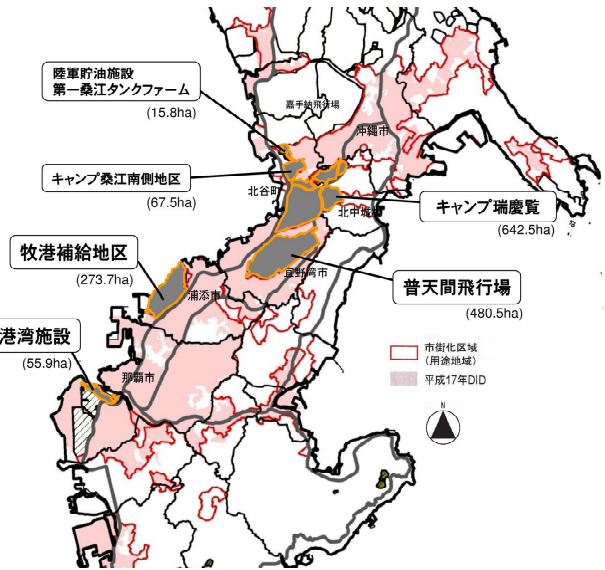 陸軍貯油施設
第一桑江タンクファーム
(15.8ha)
嘉手納飛行場
沖縄市
キャンプ桑江南側地区
(67.5ha)
北谷町
北中城
キャンプ瑞慶覧
(642.5ha)
牧港補給地区
(273.7ha)
宜野湾市
浦添市
普天間飛行場
(480.5ha)
港湾施設
(55.9ha)
那覇市
市街化区域
(用途地域)
平成17年DID
N